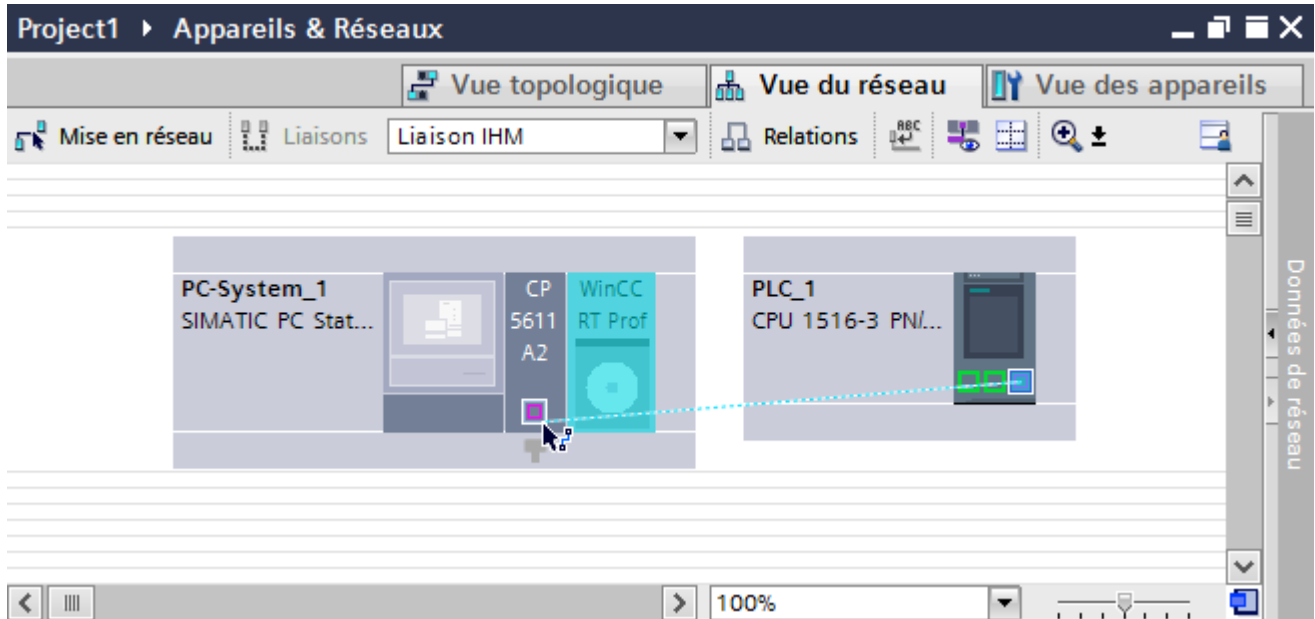 Project1 ▸ Appareils & Réseaux
Vue topologique
Vue du réseau
Vue des appareils
Mise en réseau
Liaisons
Liaison IHM
Relations
ABC
PC-System_1
SIMATIC PC Stat...
CP
5611
A2
WinCC
RT Prof
PLC_1
CPU 1516-3 PN/...
Données de réseau
100%